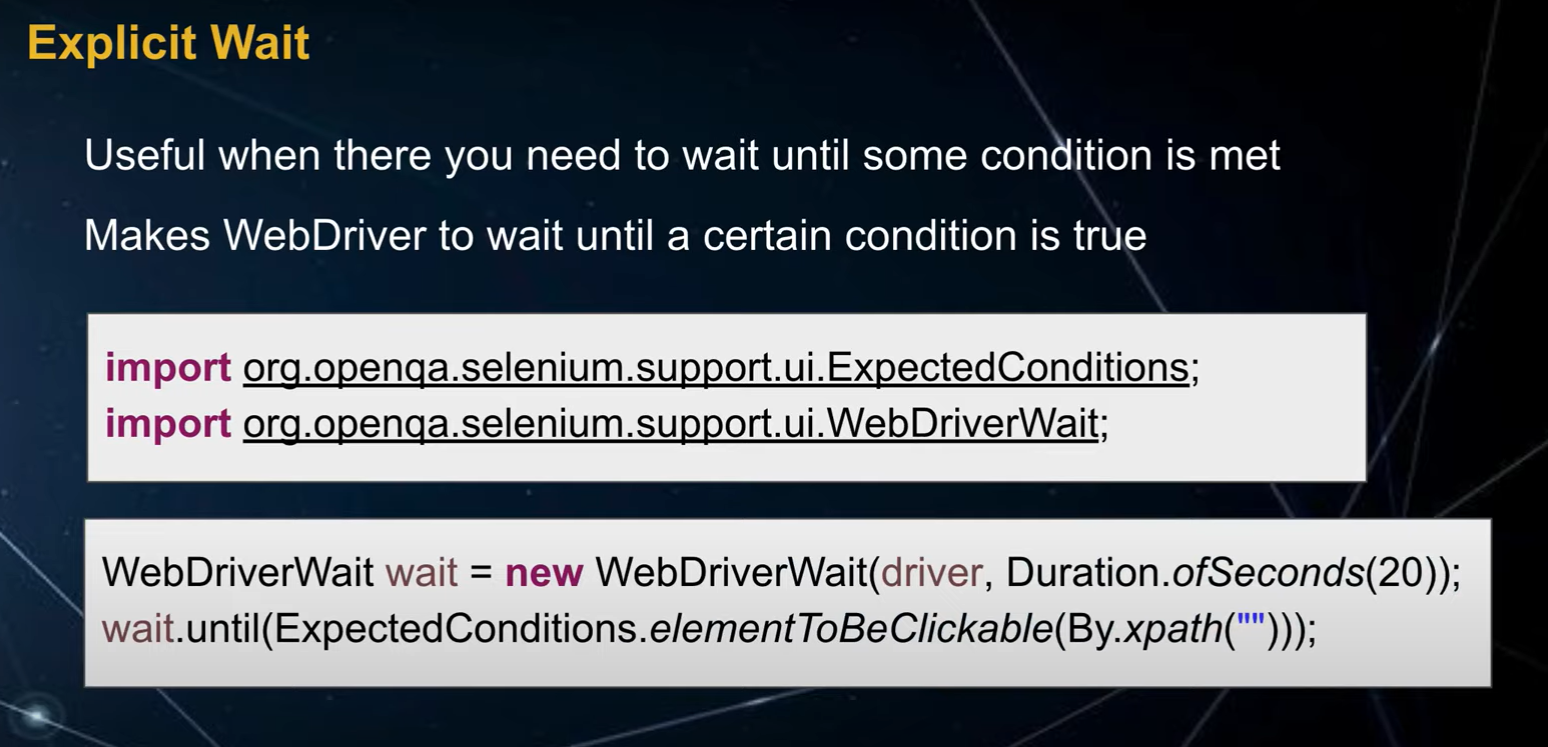 Explicit Wait
Useful when there you need to wait until some condition is met
Makes WebDriver to wait until a certain condition is true
import org.openqa.selenium.support.ui.ExpectedConditions;
import org.openqa.selenium.support.ui.WebDriverWait;
WebDriverWait wait = new WebDriverWait(driver, Duration.ofSeconds(20));
wait.until(ExpectedConditions.elementToBeClickable(By.xpath("")));